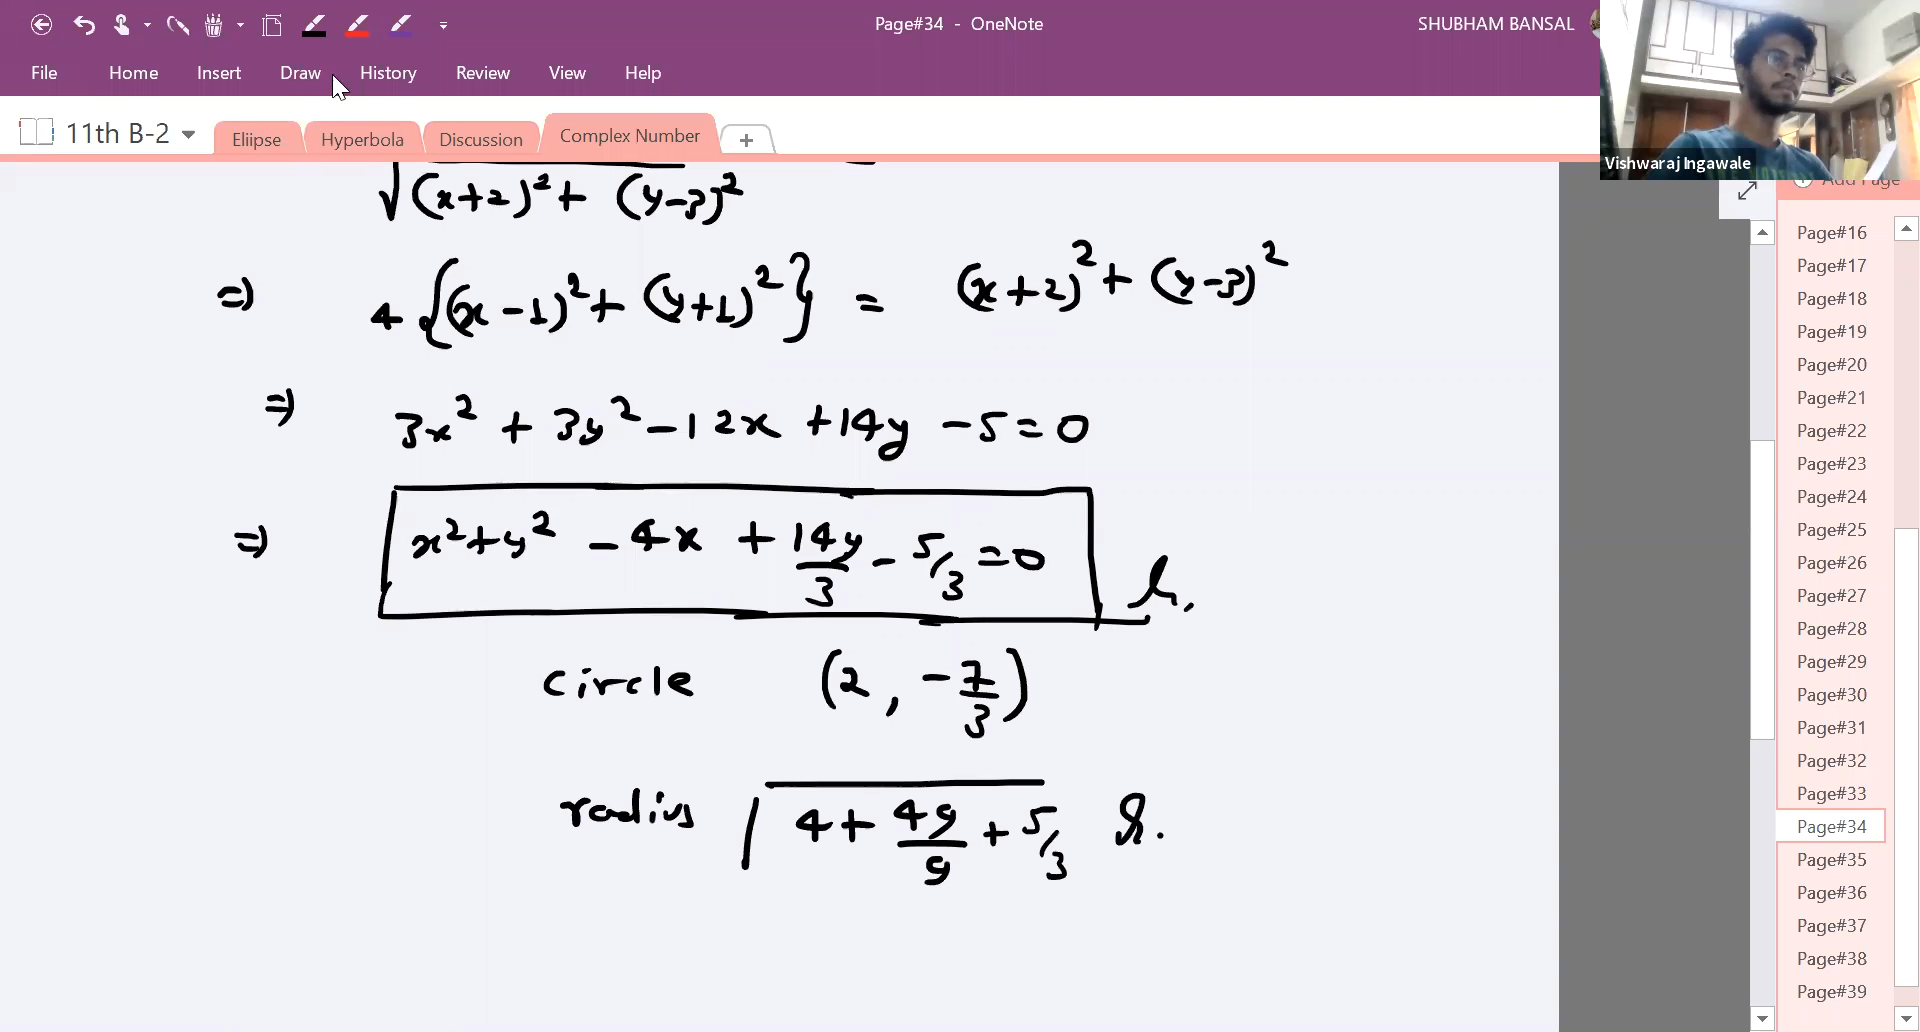 Page#34 - OneNote
SHUBHAM BANSAL
File Home Insert Draw History Review View Help
Vishwaraj Ingawale
11th B-2 Eliipse Hyperbola Discussion Complex Number +
Add Page
√(x+2)²+ (y-3)²
⇒ 4 {(x-1)²+ (y+1)²} = (x+2)²+ (y-3)²
⇒ 3x² + 3y² -12x +14y -5=0
⇒ x²+y² - 4x + 14y/3 - 5/3 =0
circle (2, -7/3)
radius √4+ 49/9 + 5/3
Page#16
Page#17
Page#18
Page#19
Page#20
Page#21
Page#22
Page#23
Page#24
Page#25
Page#26
Page#27
Page#28
Page#29
Page#30
Page#31
Page#32
Page#33
Page#34
Page#35
Page#36
Page#37
Page#38
Page#39